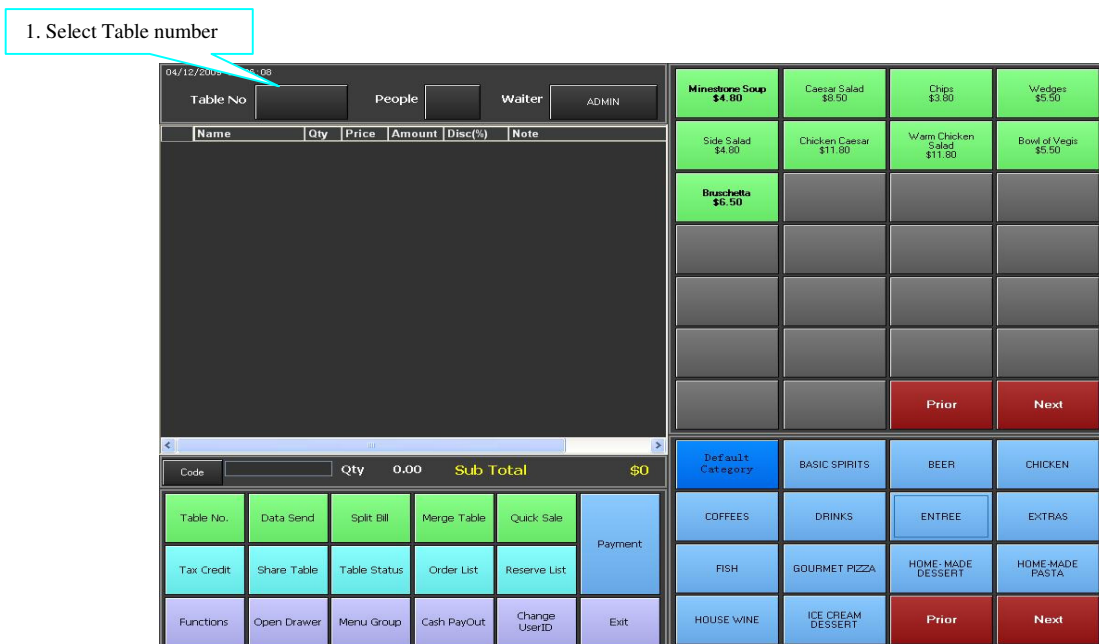 1. Select Table number
04/12/2009
:08
Table No
People
Waiter
ADMIN
Name Qty Price Amount Disc(%) Note
Code
Qty 0.00 Sub Total $0
Table No.
Data Send
Split Bill
Merge Table
Quick Sale
Payment
Tax Credit
Share Table
Table Status
Order List
Reserve List
Functions
Open Drawer
Menu Group
Cash PayOut
Change
UserID
Exit
Minestrone Soup
$4.80
Caesar Salad
$8.50
Chips
$3.80
Wedges
$5.50
Side Salad
$4.80
Chicken Caesar
$11.80
Warm Chicken
Salad
$11.80
Bowl of Vegis
$5.50
Bruschetta
$6.50
Prior
Next
Default
Category
BASIC SPIRITS
BEER
CHICKEN
COFFEES
DRINKS
ENTREE
EXTRAS
FISH
GOURMET PIZZA
HOME- MADE
DESSERT
HOME-MADE
PASTA
HOUSE WINE
ICE CREAM
DESSERT
Prior
Next